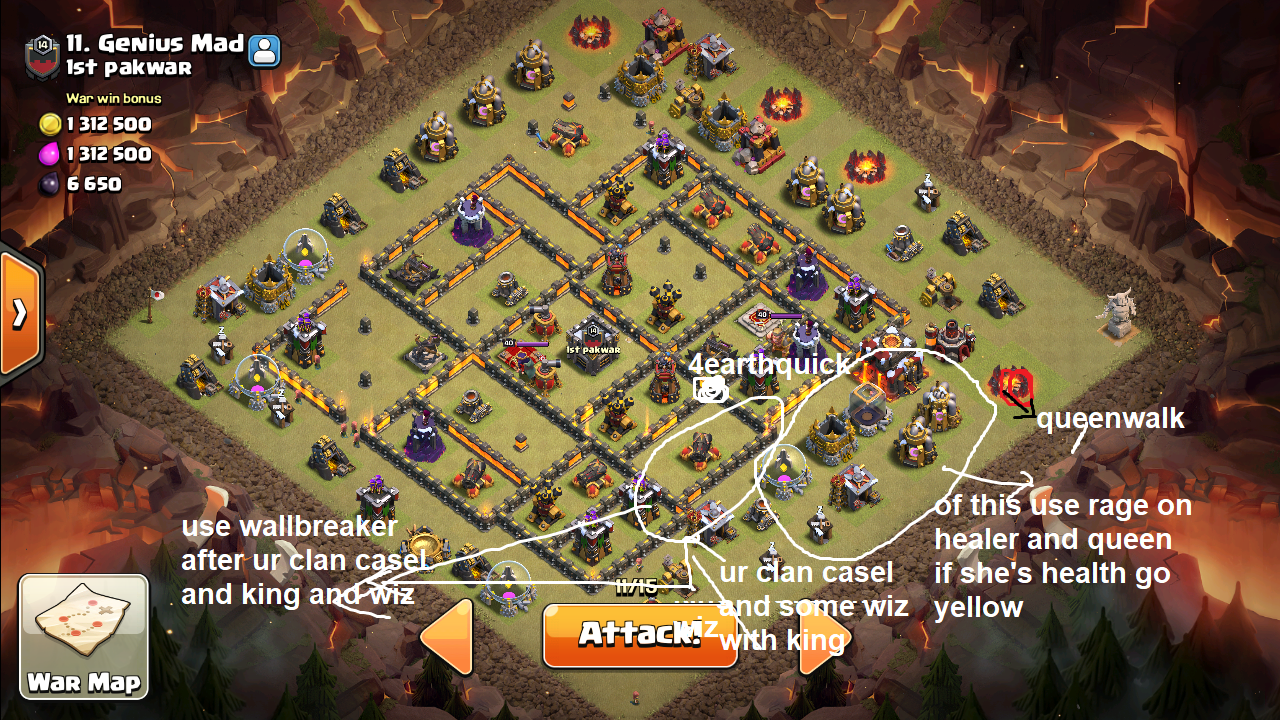 14
11. Genius Mad
1st pakwar
War win bonus
1 312 500
1 312 500
6 650
z
z
z
z
z
40
40
14
1st pakwar
4earthquick
queenwalk
of this use rage on
healer and queen
if she's health go
yellow
use wallbreaker
after ur clan casel
and king and wiz
ur clan casel
and some wiz
with king
wiz
11/15
Attack!
War Map